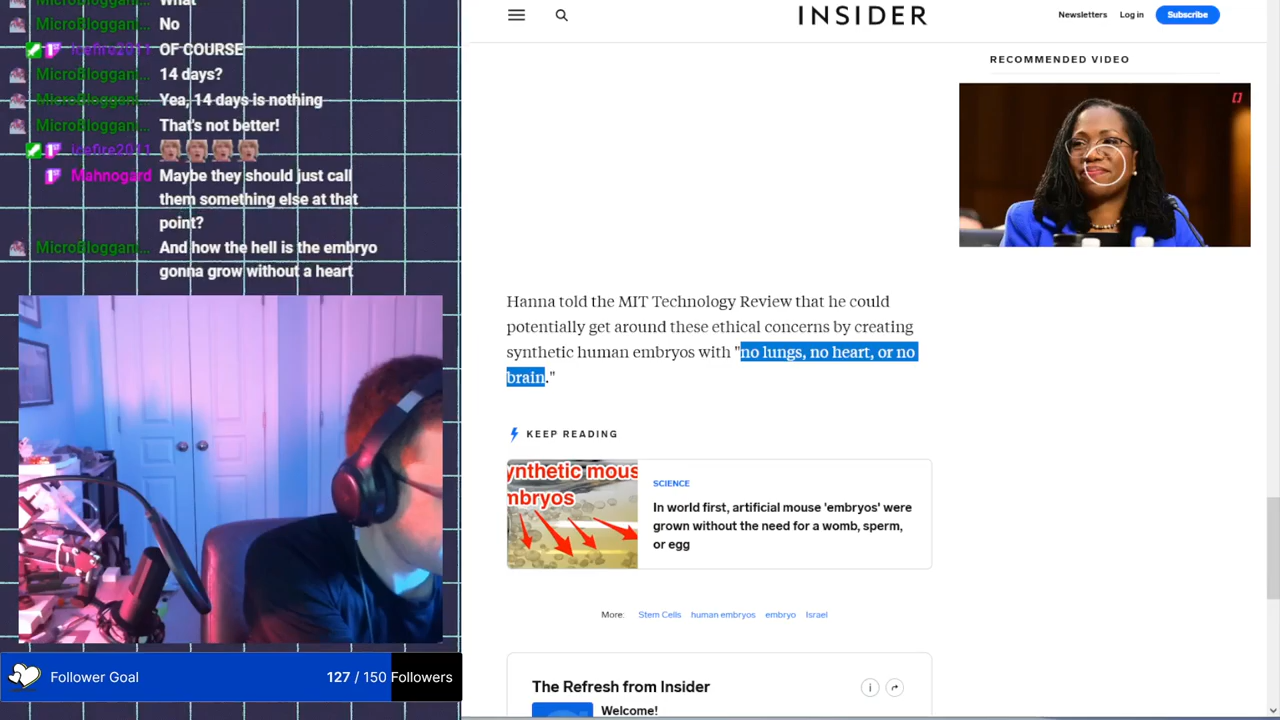 No
icefire2011 OF COURSE
14 days?
Yea, 14 days is nothing
That's not better!
icefire2011
Mahnogard Maybe they should just call
them something else at that
point?
And how the hell is the embryo
gonna grow without a heart
Follower Goal 127 / 150 Followers
INSIDER
Newsletters Log in Subscribe
RECOMMENDED VIDEO
Hanna told the MIT Technology Review that he could
potentially get around these ethical concerns by creating
synthetic human embryos with "no lungs, no heart, or no
brain."
KEEP READING
ynthetic mous
mbryos
SCIENCE
In world first, artificial mouse 'embryos' were
grown without the need for a womb, sperm,
or egg
More: Stem Cells human embryos embryo Israel
The Refresh from Insider
Welcome!